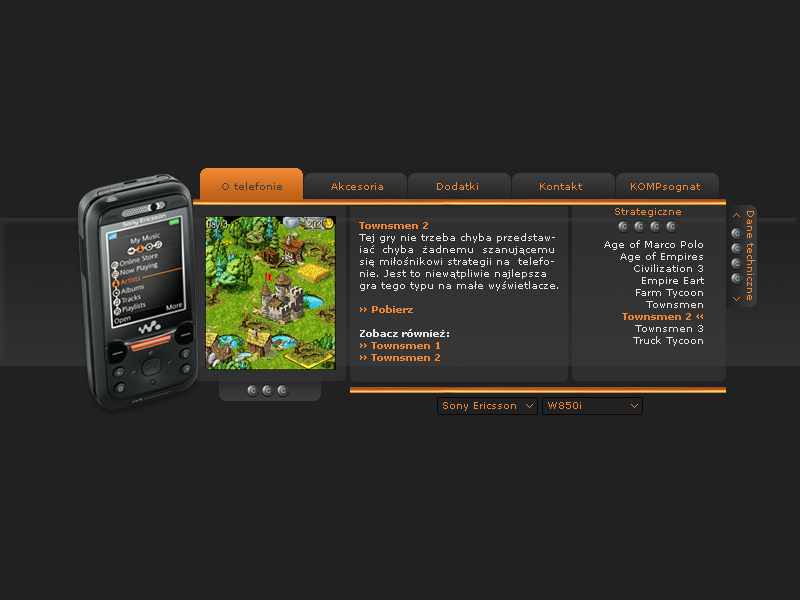 O telefonie
Akcesoria
Dodatki
Kontakt
KOMPsognat
Sony Ericsson
My Music
Online Store
Now Playing
Artists
Albums
Tracks
Playlists
Open
More
Townsmen 2
Tej gry nie trzeba chyba przedstaw-
iać chyba żadnemu szanującemu
się miłośnikowi strategii na telefo-
nie. Jest to niewątpliwie najlepsza
gra tego typu na małe wyświetlacze.
›› Pobierz
Zobacz również:
›› Townsmen 1
›› Townsmen 2
Strategiczne
Age of Marco Polo
Age of Empires
Civilization 3
Empire Eart
Farm Tycoon
Townsmen
Townsmen 2 ‹‹
Townsmen 3
Truck Tycoon
Dane techniczne
Sony Ericsson
W850i